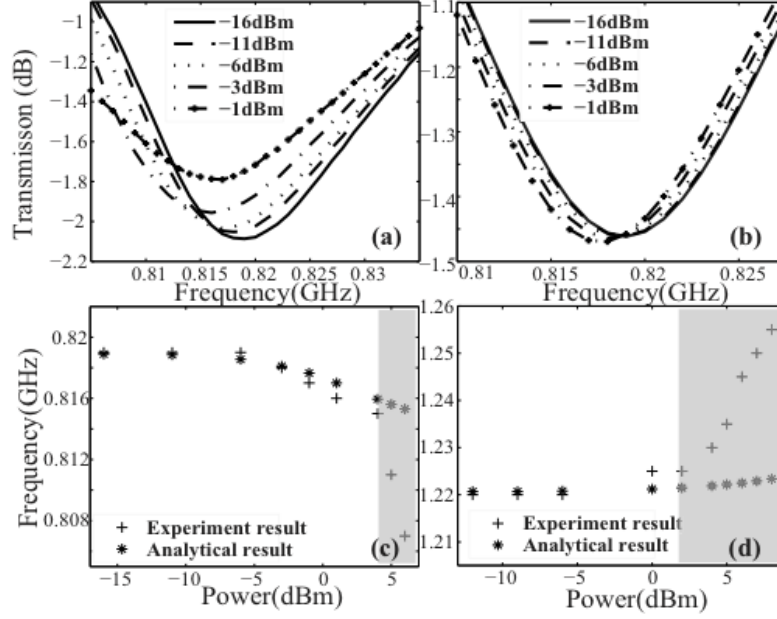 −16dBm
−11dBm
−6dBm
−3dBm
−1dBm
−1
−1.2
−1.4
−1.6
−1.8
−2
−2.2
Transmisson (dB)
(a)
0.81 0.815 0.82 0.825 0.83
Frequency(GHz)
−16dBm
−11dBm
−6dBm
−3dBm
−1dBm
−1.1
−1.2
−1.3
−1.4
−1.5
(b)
0.81 0.815 0.82 0.825
Frequency(GHz)
0.82
0.816
0.812
0.808
Frequency(GHz)
Experiment result
Analytical result
(c)
−15 −10 −5 0 5
Power(dBm)
1.26
1.25
1.24
1.23
1.22
1.21
Experiment result
Analytical result
(d)
−10 −5 0 5
Power(dBm)